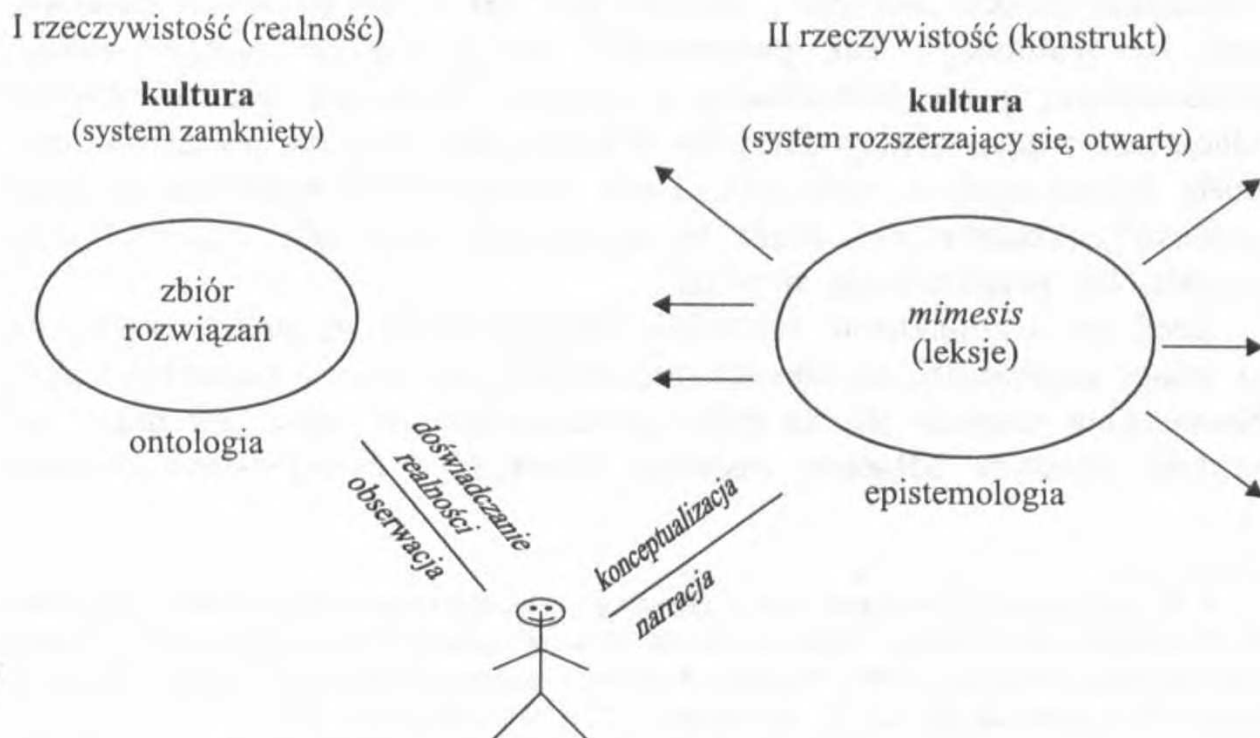 I rzeczywistość (realność)
kultura
(system zamknięty)
zbiór
rozwiązań
ontologia
II rzeczywistość (konstrukt)
kultura
(system rozszerzający się, otwarty)
mimesis
(leksje)
epistemologia
doświadczanie
realności
obserwacja
konceptualizacja
narracja